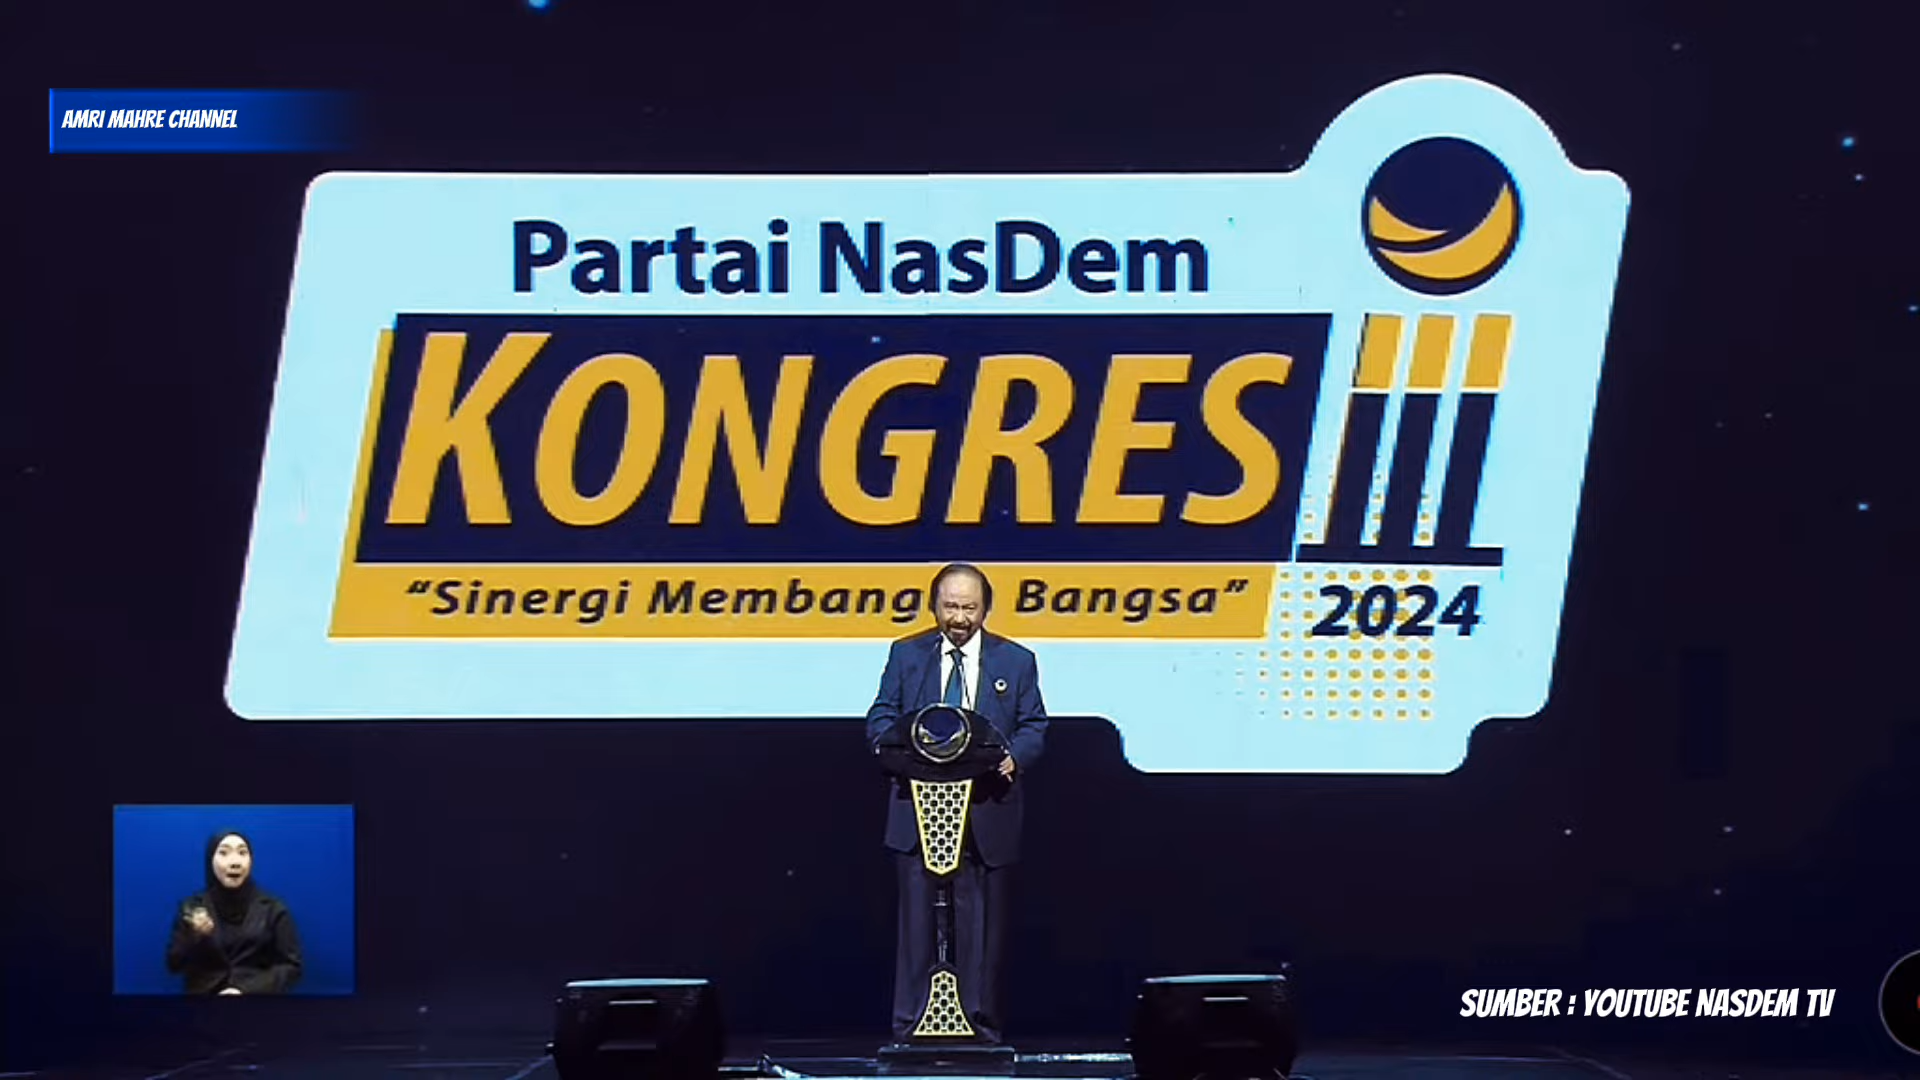 AMRI MAHRE CHANNEL
Partai NasDem
KONGRES III
"Sinergi Membang Bangsa"
2024
SUMBER : YOUTUBE NASDEM TV